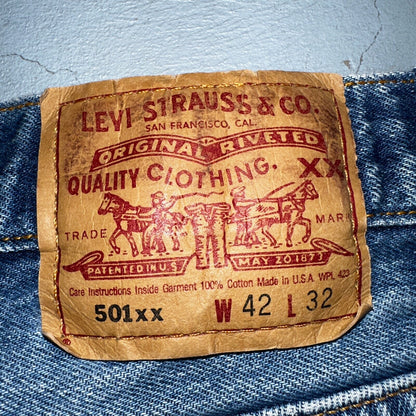 LEVI STRAUSS & CO.
SAN FRANCISCO, CAL.
ORIGINAL RIVETED
QUALITY CLOTHING. XX
TRADE MARK
PATENTED IN U.S. MAY 20 1873
Care Instructions Inside Garment 100% Cotton Made in U.S.A. WPL 423
501xx W 42 L 32
®